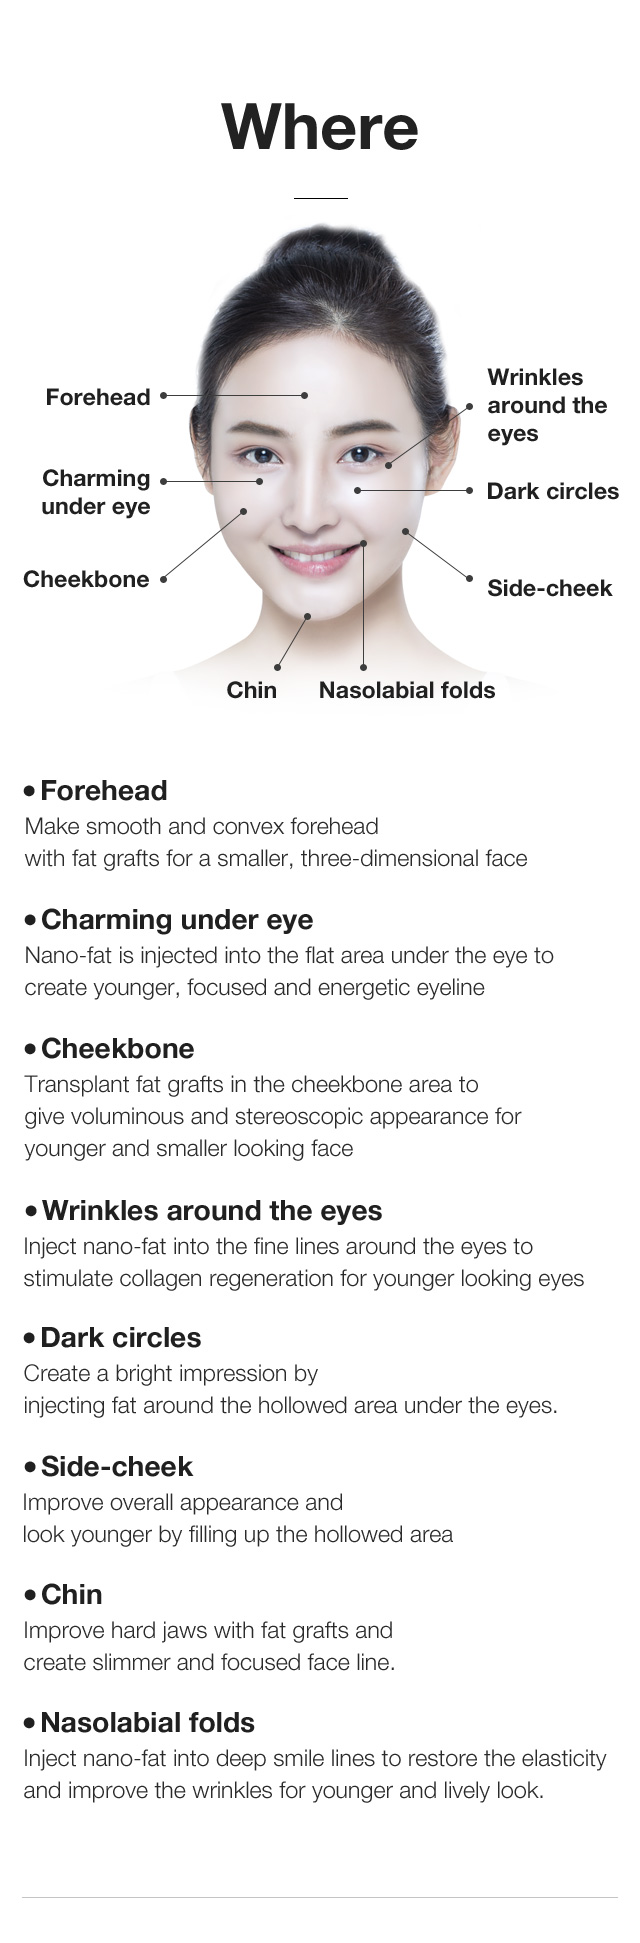 Where
Forehead
Wrinkles
around the
eyes
Charming
under eye
Dark circles
Cheekbone
Side-cheek
Chin
Nasolabial folds
• Forehead
Make smooth and convex forehead
with fat grafts for a smaller, three-dimensional face
• Charming under eye
Nano-fat is injected into the flat area under the eye to
create younger, focused and energetic eyeline
• Cheekbone
Transplant fat grafts in the cheekbone area to
give voluminous and stereoscopic appearance for
younger and smaller looking face
• Wrinkles around the eyes
Inject nano-fat into the fine lines around the eyes to
stimulate collagen regeneration for younger looking eyes
• Dark circles
Create a bright impression by
injecting fat around the hollowed area under the eyes.
• Side-cheek
Improve overall appearance and
look younger by filling up the hollowed area
• Chin
Improve hard jaws with fat grafts and
create slimmer and focused face line.
• Nasolabial folds
Inject nano-fat into deep smile lines to restore the elasticity
and improve the wrinkles for younger and lively look.